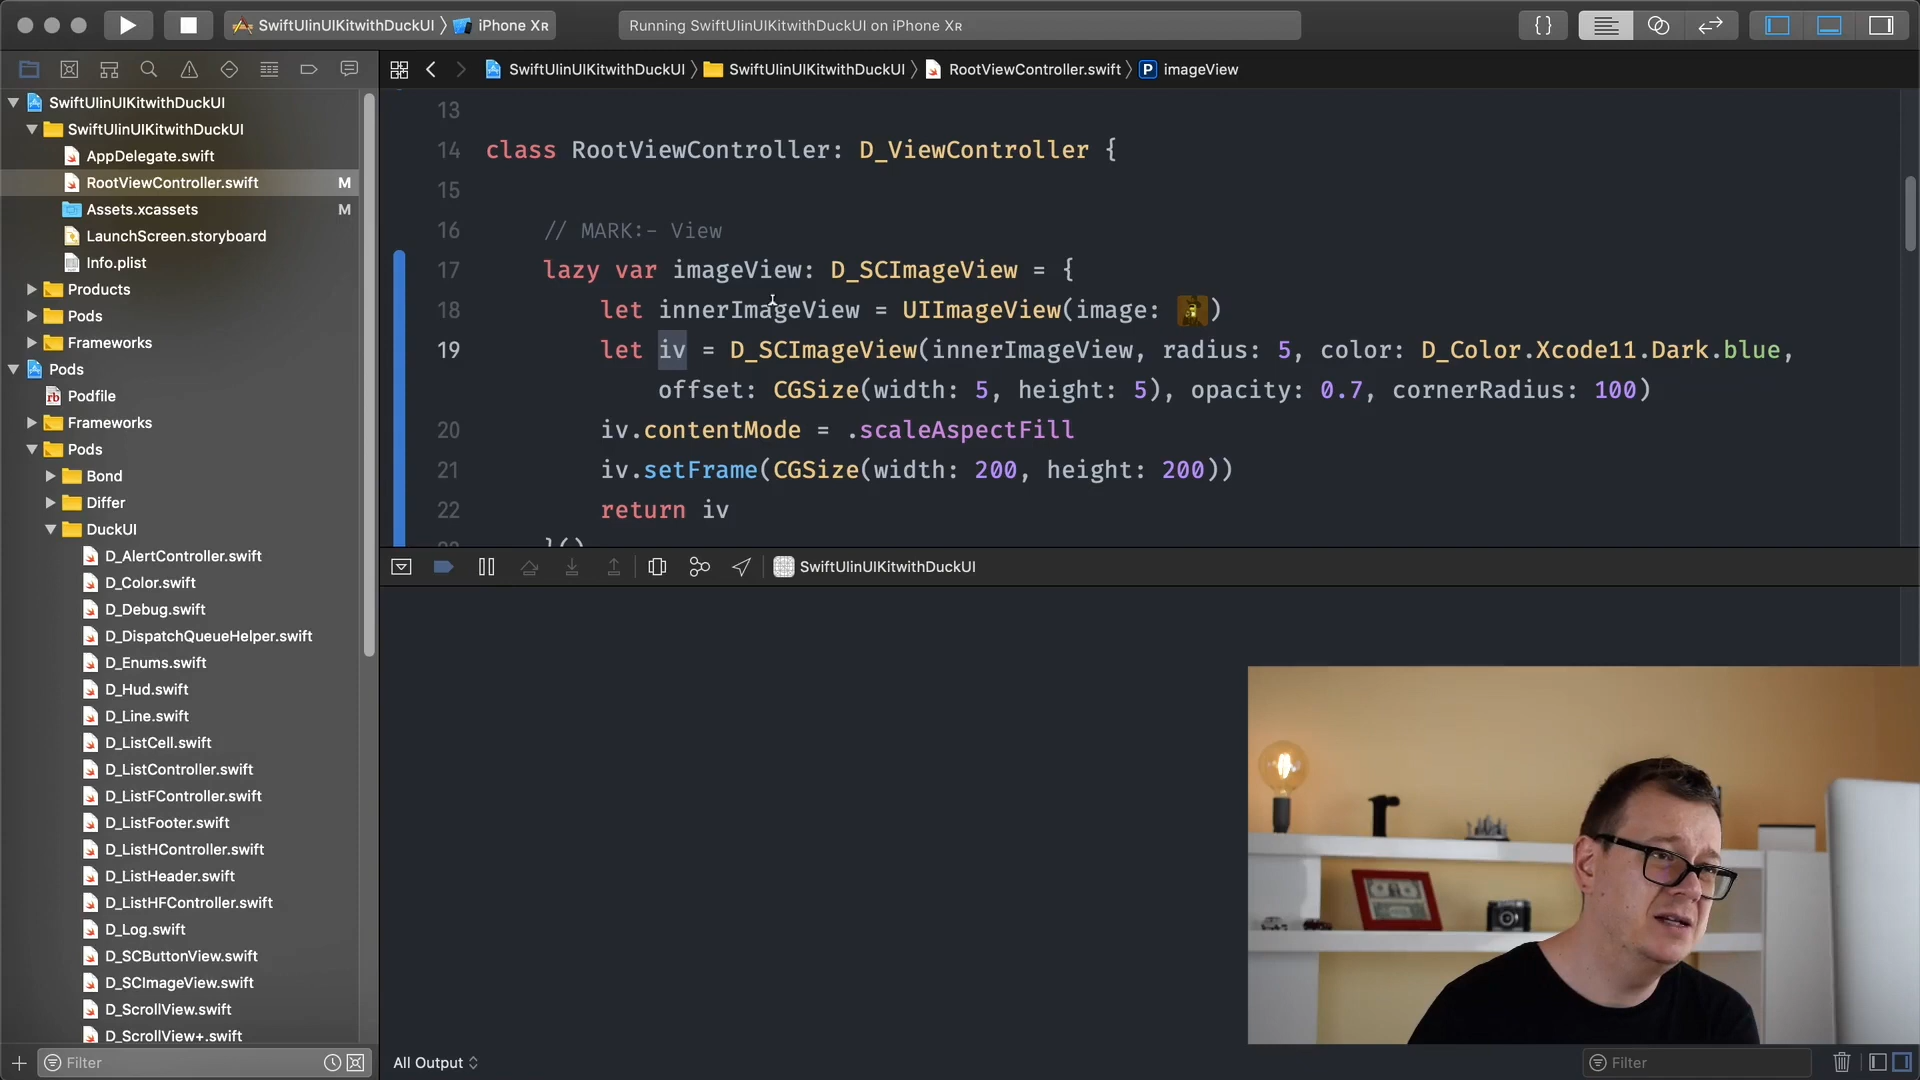 SwiftUIinUIKitwithDuckUI 〉 iPhone XR
Running SwiftUIinUIKitwithDuckUI on iPhone XR
{}
SwiftUIinUIKitwithDuckUI 〉 SwiftUIinUIKitwithDuckUI 〉 RootViewController.swift 〉 P imageView
SwiftUIinUIKitwithDuckUI
SwiftUIinUIKitwithDuckUI
AppDelegate.swift
RootViewController.swift M
Assets.xcassets M
LaunchScreen.storyboard
Info.plist
Products
Pods
Frameworks
Pods
rb Podfile
Frameworks
Pods
Bond
Differ
DuckUI
D_AlertController.swift
D_Color.swift
D_Debug.swift
D_DispatchQueueHelper.swift
D_Enums.swift
D_Hud.swift
D_Line.swift
D_ListCell.swift
D_ListController.swift
D_ListFController.swift
D_ListFooter.swift
D_ListHController.swift
D_ListHeader.swift
D_ListHFController.swift
D_Log.swift
D_SCButtonView.swift
D_SCImageView.swift
D_ScrollView.swift
D_ScrollView+.swift
Filter
13
14 class RootViewController: D_ViewController {
15
16 // MARK:- View
17 lazy var imageView: D_SCImageView = {
18 let innerImageView = UIImageView(image: )
19 let iv = D_SCImageView(innerImageView, radius: 5, color: D_Color.Xcode11.Dark.blue,
offset: CGSize(width: 5, height: 5), opacity: 0.7, cornerRadius: 100)
20 iv.contentMode = .scaleAspectFill
21 iv.setFrame(CGSize(width: 200, height: 200))
22 return iv
23 }()
SwiftUIinUIKitwithDuckUI
All Output
Filter